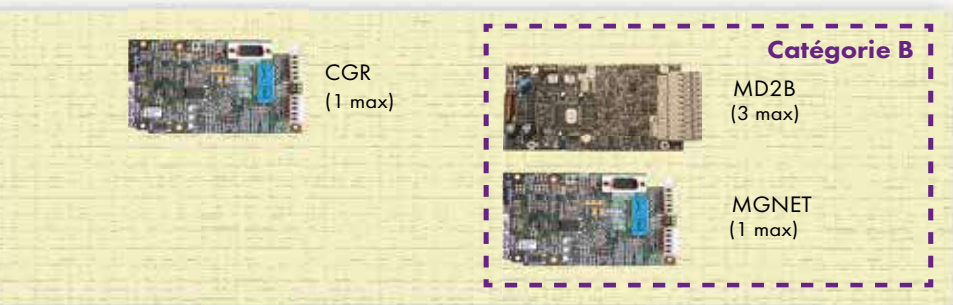 CGR
(1 max)
Catégorie B
MD2B
(3 max)
MGNET
(1 max)